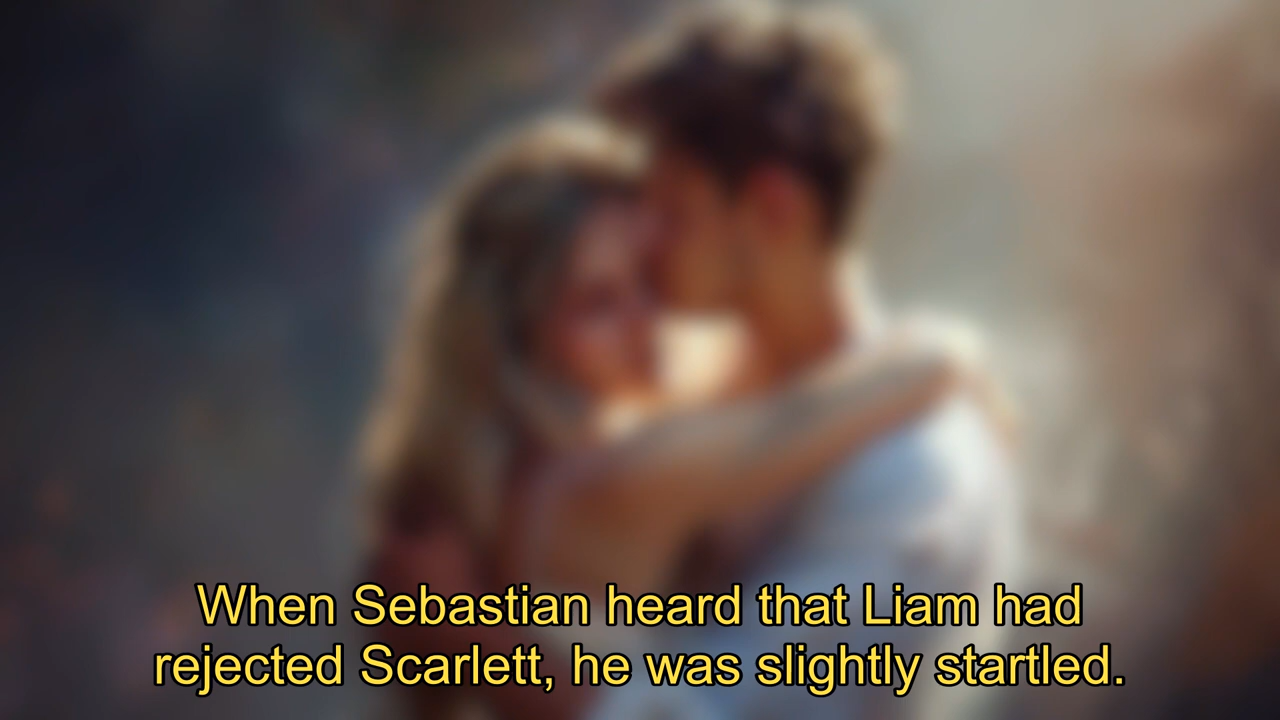 When Sebastian heard that Liam had
rejected Scarlett, he was slightly startled.